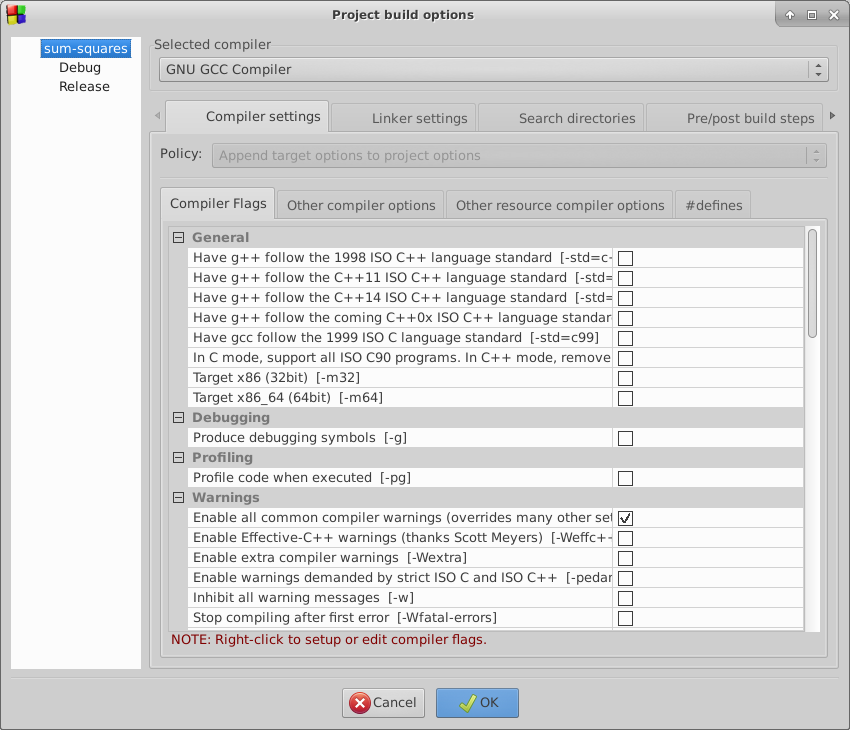 Project build options
sum-squares
Debug
Release
Selected compiler
GNU GCC Compiler
Compiler settings
Linker settings
Search directories
Pre/post build steps
Policy:
Append target options to project options
Compiler Flags
Other compiler options
Other resource compiler options
#defines
General
Have g++ follow the 1998 ISO C++ language standard [-std=c-
Have g++ follow the C++11 ISO C++ language standard [-std=
Have g++ follow the C++14 ISO C++ language standard [-std=
Have g++ follow the coming C++0x ISO C++ language standar
Have gcc follow the 1999 ISO C language standard [-std=c99]
In C mode, support all ISO C90 programs. In C++ mode, remove
Target x86 (32bit) [-m32]
Target x86_64 (64bit) [-m64]
Debugging
Produce debugging symbols [-g]
Profiling
Profile code when executed [-pg]
Warnings
Enable all common compiler warnings (overrides many other set
Enable Effective-C++ warnings (thanks Scott Meyers) [-Weffc+-
Enable extra compiler warnings [-Wextra]
Enable warnings demanded by strict ISO C and ISO C++ [-pedar
Inhibit all warning messages [-w]
Stop compiling after first error [-Wfatal-errors]
NOTE: Right-click to setup or edit compiler flags.
Cancel
OK